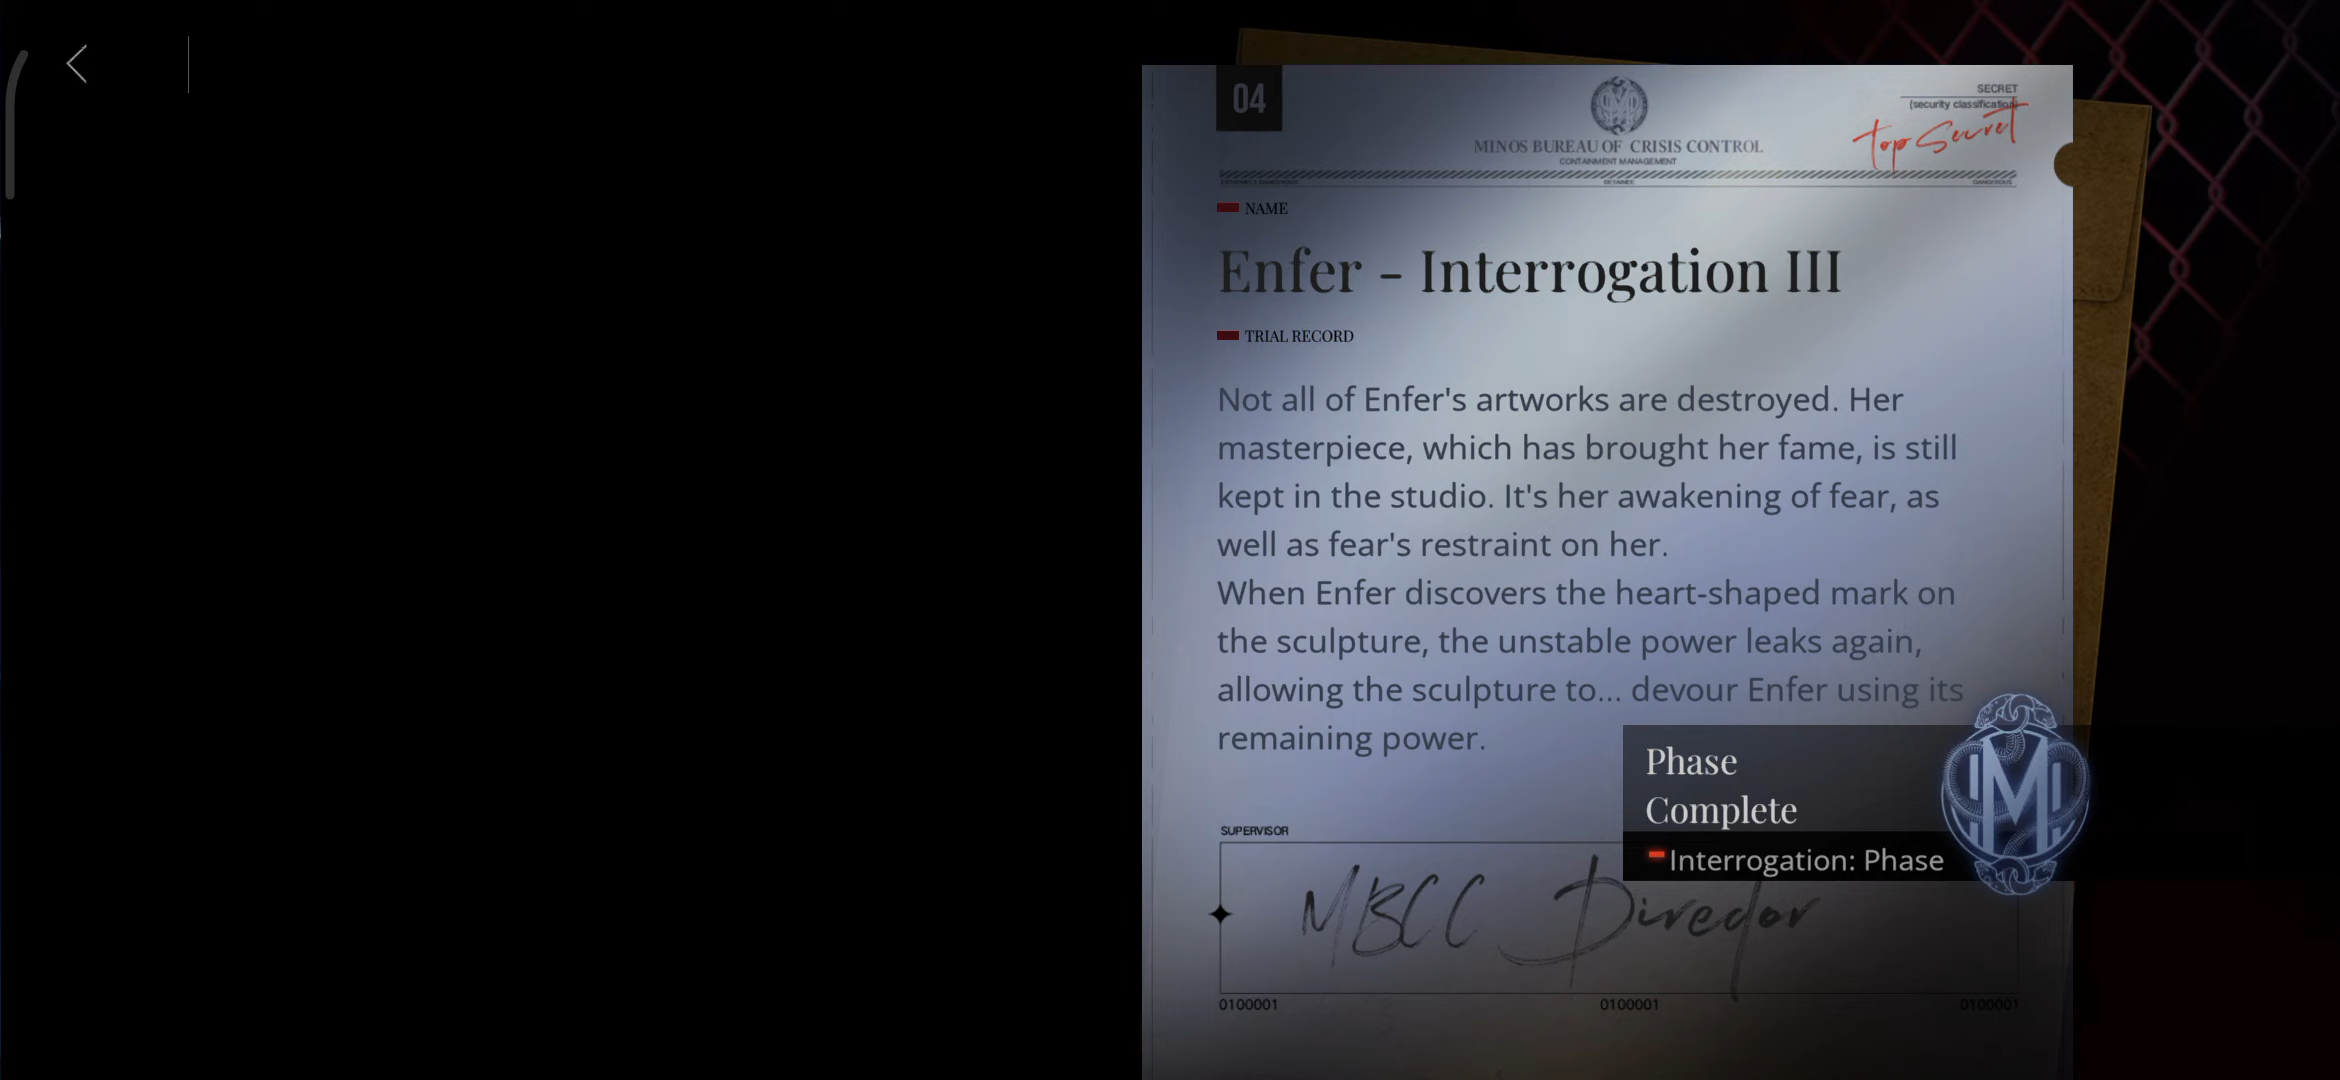 04
SECRET
(security classification)
Top Secret
MINOS BUREAU OF CRISIS CONTROL
CONTAINMENT MANAGEMENT
EXTREMELY DANGEROUS DETAINEE DANGEROUS
NAME
Enfer - Interrogation III
TRIAL RECORD
Not all of Enfer's artworks are destroyed. Her
masterpiece, which has brought her fame, is still
kept in the studio. It's her awakening of fear, as
well as fear's restraint on her.
When Enfer discovers the heart-shaped mark on
the sculpture, the unstable power leaks again,
allowing the sculpture to... devour Enfer using its
remaining power.
Phase
Complete
Interrogation: Phase
SUPERVISOR
MBCC Director
0100001 0100001 0100001